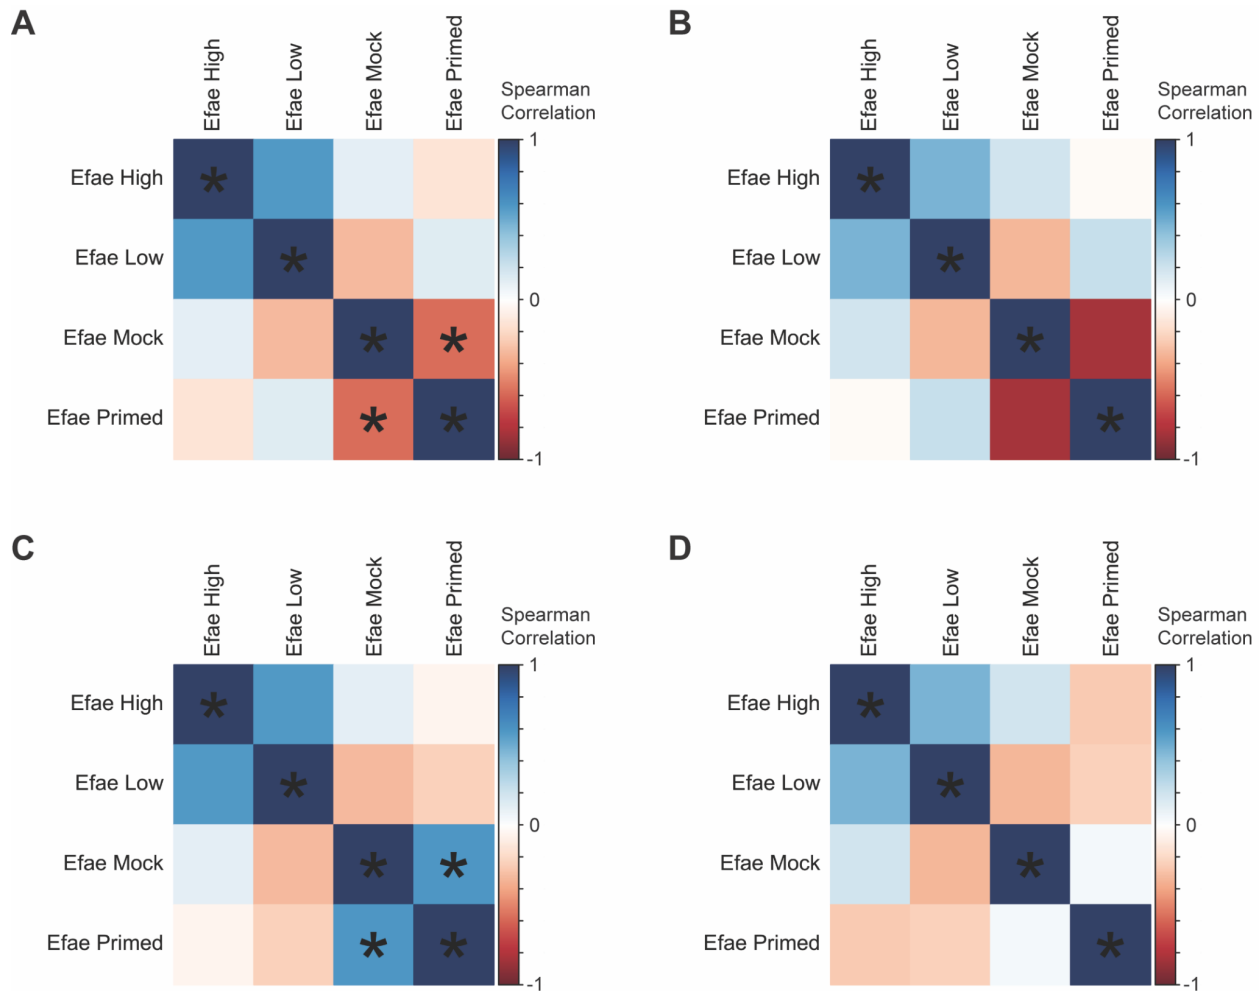 A
Efae High
Efae Low
Efae Mock
Efae Primed
Spearman
Correlation
Efae High
*
1
Efae Low
*
0
Efae Mock
* *
Efae Primed
* *
-1
B
Efae High
Efae Low
Efae Mock
Efae Primed
Spearman
Correlation
Efae High
*
1
Efae Low
*
0
Efae Mock
*
Efae Primed
*
-1
C
Efae High
Efae Low
Efae Mock
Efae Primed
Spearman
Correlation
Efae High
*
1
Efae Low
*
0
Efae Mock
* *
Efae Primed
* *
-1
D
Efae High
Efae Low
Efae Mock
Efae Primed
Spearman
Correlation
Efae High
*
1
Efae Low
*
0
Efae Mock
*
Efae Primed
*
-1